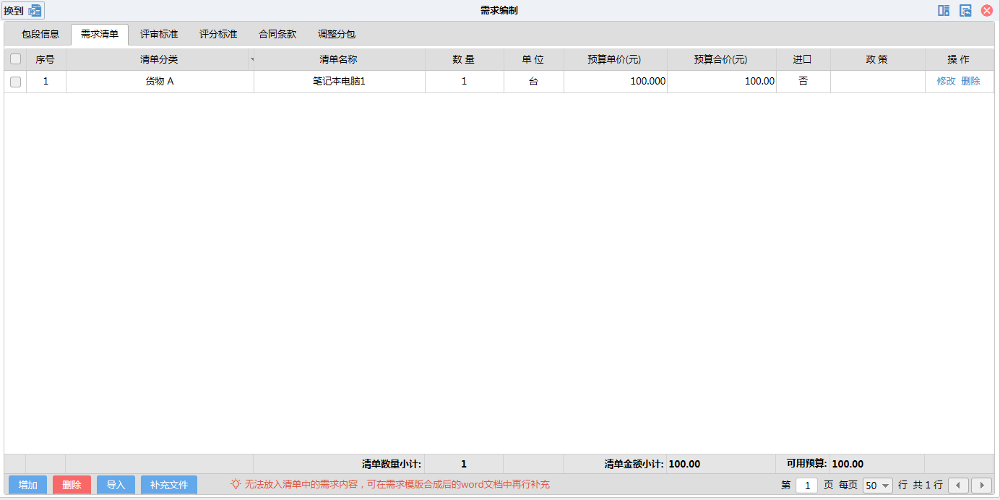 换到
需求编制
包段信息 需求清单 评审标准 评分标准 合同条款 调整分包
序号 清单分类 清单名称 数 量 单 位 预算单价(元) 预算合价(元) 进口 政 策 操 作
1 货物 A 笔记本电脑1 1 台 100.000 100.00 否 修改 删除
清单数量小计: 1 清单金额小计: 100.00 可用预算: 100.00
增加 删除 导入 补充文件 无法放入清单中的需求内容，可在需求模版合成后的word文档中再行补充 第 1 页 每页 50 行 共 1 行